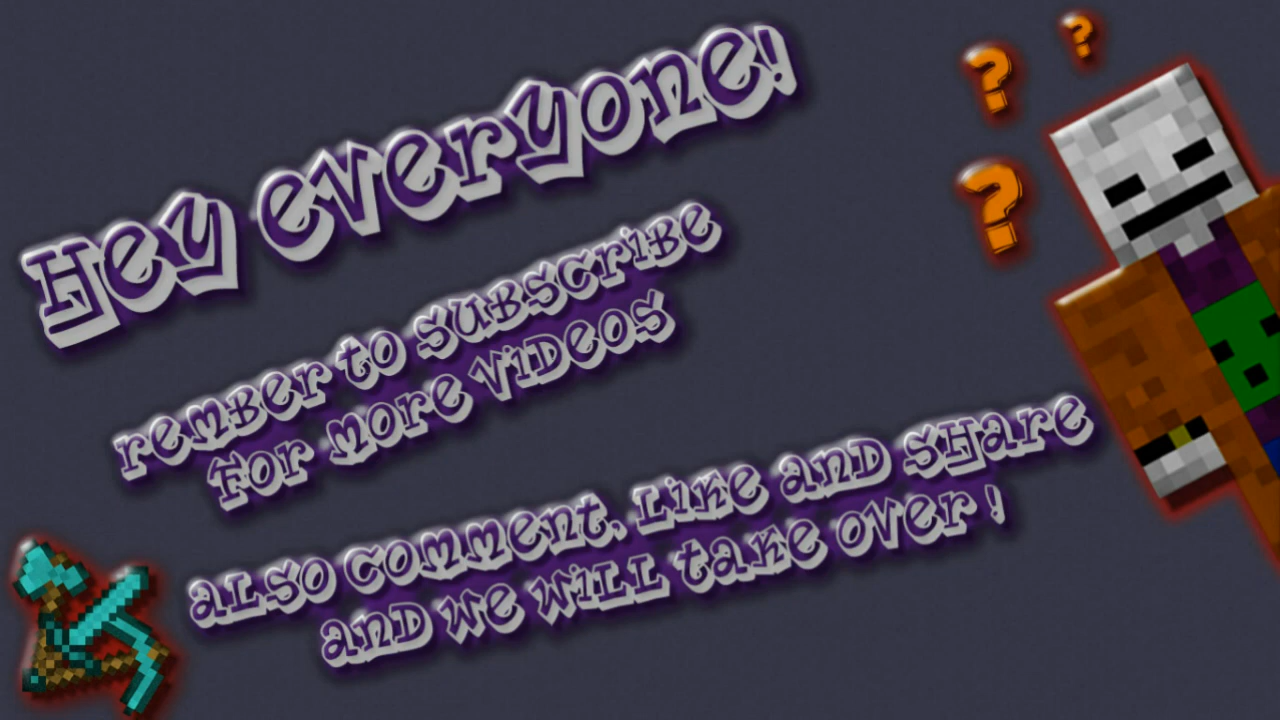 Hey everyone!
rember to subscribe
for more videos
also comment, like and share
and we will take over !
? ? ?